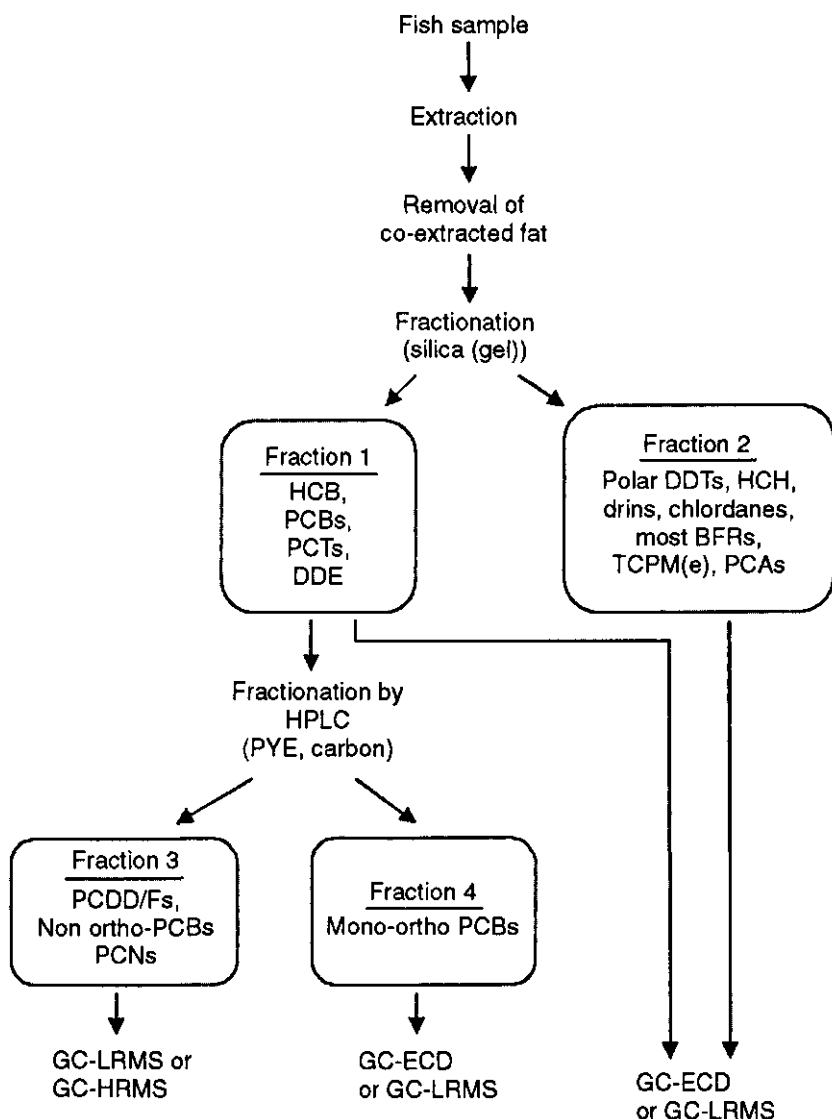 Fish sample
Extraction
Removal of
co-extracted fat
Fractionation
(silica (gel))
Fraction 1
HCB,
PCBs,
PCTs,
DDE
Fraction 2
Polar DDTs, HCH,
drins, chlordanes,
most BFRs,
TCPM(e), PCAs
Fractionation by
HPLC
(PYE, carbon)
Fraction 3
PCDD/Fs,
Non ortho-PCBs
PCNs
Fraction 4
Mono-ortho PCBs
GC-LRMS or
GC-HRMS
GC-ECD
or GC-LRMS
GC-ECD
or GC-LRMS